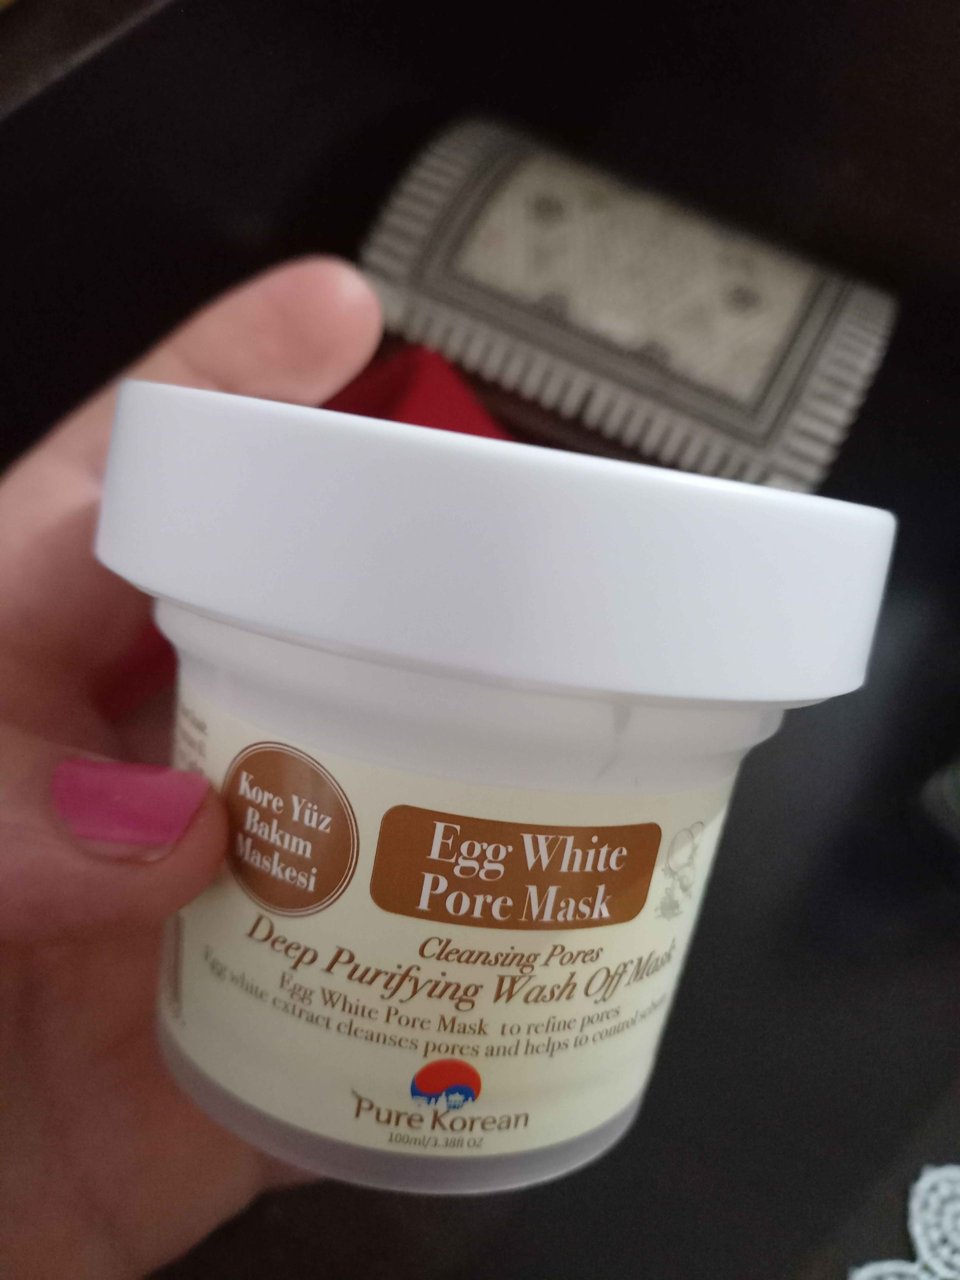 Kore Yüz
Bakım
Maskesi
Egg White
Pore Mask
Cleansing Pores
Deep Purifying Wash Off Mask
Egg White Pore Mask to refine pores
Egg white extract cleanses pores and helps to control sebum
Pure Korean
100ml/3.38fl OZ